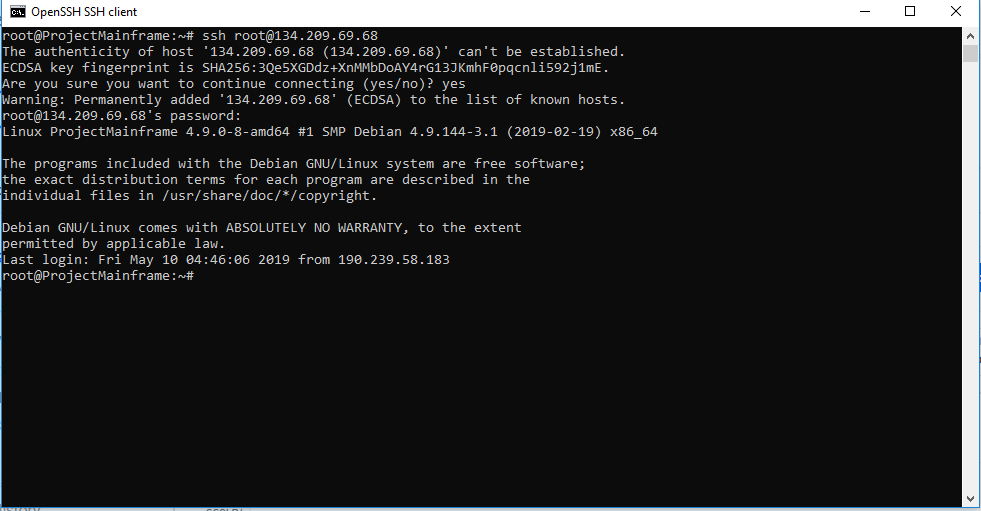 OpenSSH SSH client
root@ProjectMainframe:~# ssh root@134.209.69.68
The authenticity of host '134.209.69.68 (134.209.69.68)' can't be established.
ECDSA key fingerprint is SHA256:3Qe5XGDdz+XnMMbDoAY4rG13JKmhF0pqcnli592j1mE.
Are you sure you want to continue connecting (yes/no)? yes
Warning: Permanently added '134.209.69.68' (ECDSA) to the list of known hosts.
root@134.209.69.68's password:
Linux ProjectMainframe 4.9.0-8-amd64 #1 SMP Debian 4.9.144-3.1 (2019-02-19) x86_64
The programs included with the Debian GNU/Linux system are free software;
the exact distribution terms for each program are described in the
individual files in /usr/share/doc/*/copyright.
Debian GNU/Linux comes with ABSOLUTELY NO WARRANTY, to the extent
permitted by applicable law.
Last login: Fri May 10 04:46:06 2019 from 190.239.58.183
root@ProjectMainframe:~#